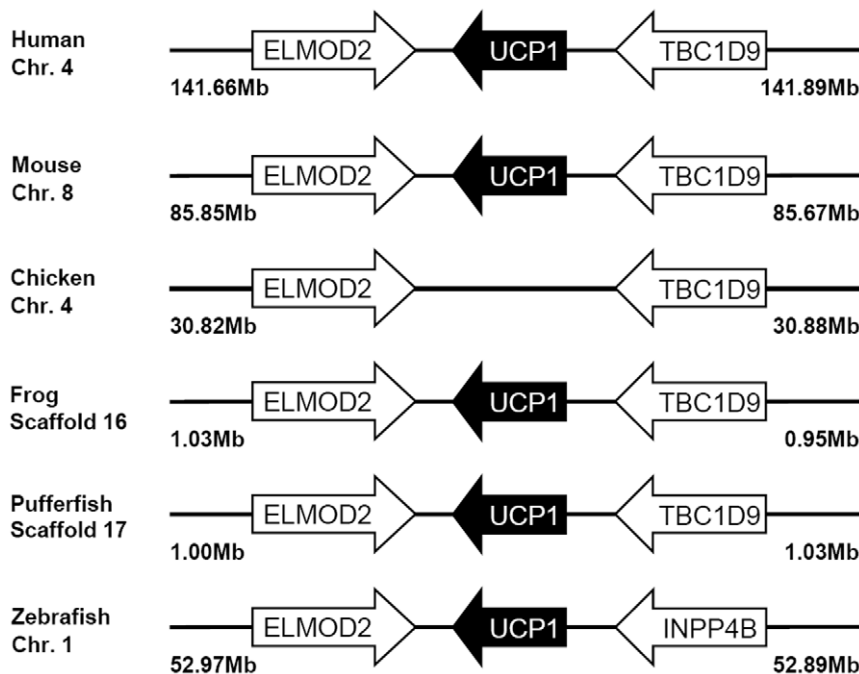 Human
Chr. 4
ELMOD2 UCP1 TBC1D9
141.66Mb 141.89Mb
Mouse
Chr. 8
ELMOD2 UCP1 TBC1D9
85.85Mb 85.67Mb
Chicken
Chr. 4
ELMOD2 TBC1D9
30.82Mb 30.88Mb
Frog
Scaffold 16
ELMOD2 UCP1 TBC1D9
1.03Mb 0.95Mb
Pufferfish
Scaffold 17
ELMOD2 UCP1 TBC1D9
1.00Mb 1.03Mb
Zebrafish
Chr. 1
ELMOD2 UCP1 INPP4B
52.97Mb 52.89Mb